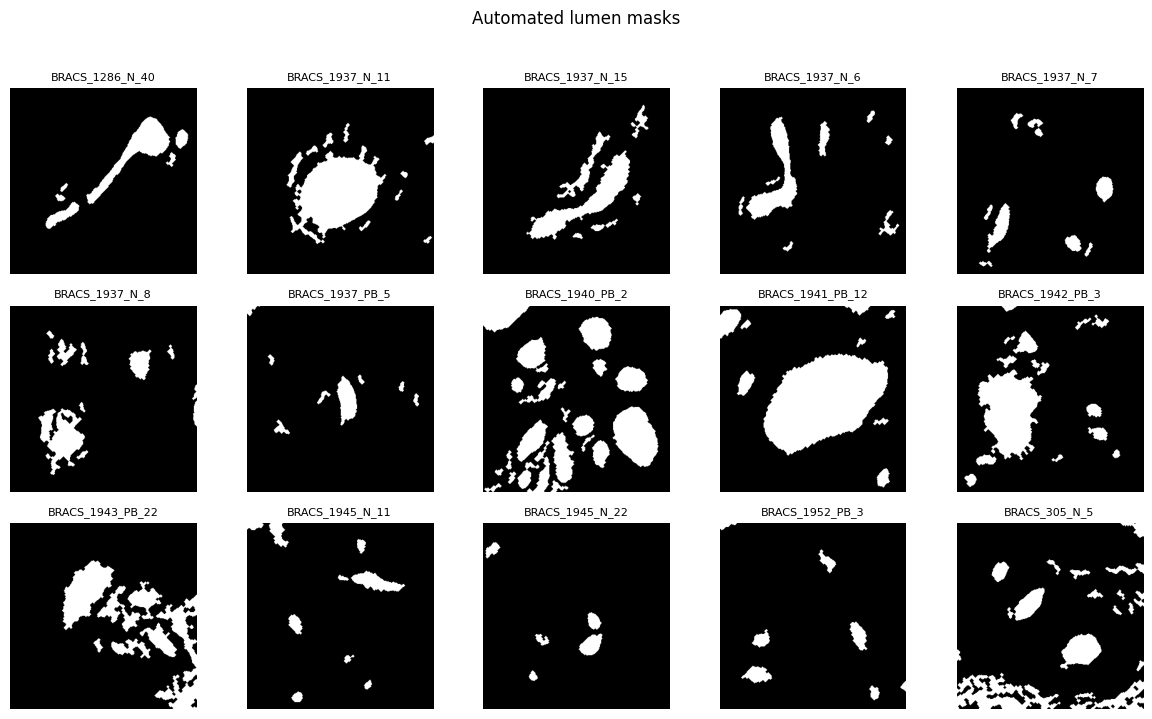 Automated lumen masks
BRACS_1286_N_40
BRACS_1937_N_11
BRACS_1937_N_15
BRACS_1937_N_6
BRACS_1937_N_7
BRACS_1937_N_8
BRACS_1937_PB_5
BRACS_1940_PB_2
BRACS_1941_PB_12
BRACS_1942_PB_3
BRACS_1943_PB_22
BRACS_1945_N_11
BRACS_1945_N_22
BRACS_1952_PB_3
BRACS_305_N_5